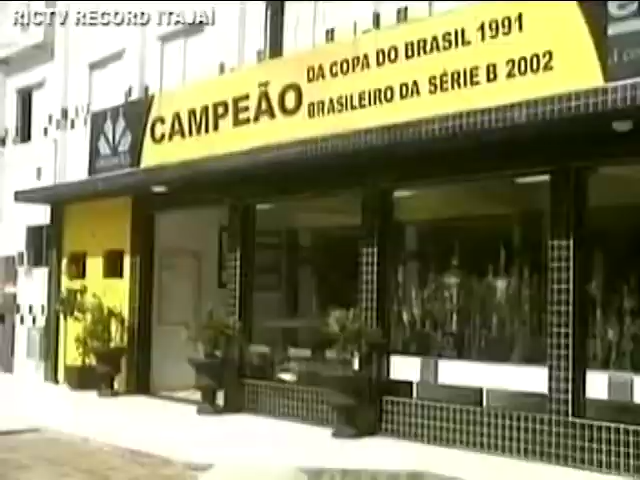 RICTV RECORD ITAJAÍ
CAMPEÃO
DA COPA DO BRASIL 1991
BRASILEIRO DA SÉRIE B 2002